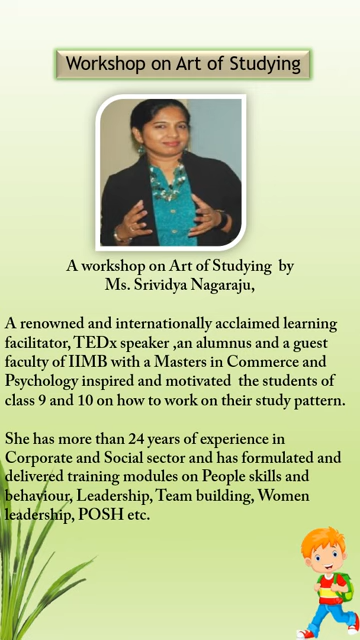 Workshop on Art of Studying
A workshop on Art of Studying by
Ms. Srividya Nagaraju,
A renowned and internationally acclaimed learning
facilitator, TEDx speaker ,an alumnus and a guest
faculty of IIMB with a Masters in Commerce and
Psychology inspired and motivated the students of
class 9 and 10 on how to work on their study pattern.
She has more than 24 years of experience in
Corporate and Social sector and has formulated and
delivered training modules on People skills and
behaviour, Leadership, Team building, Women
leadership, POSH etc.